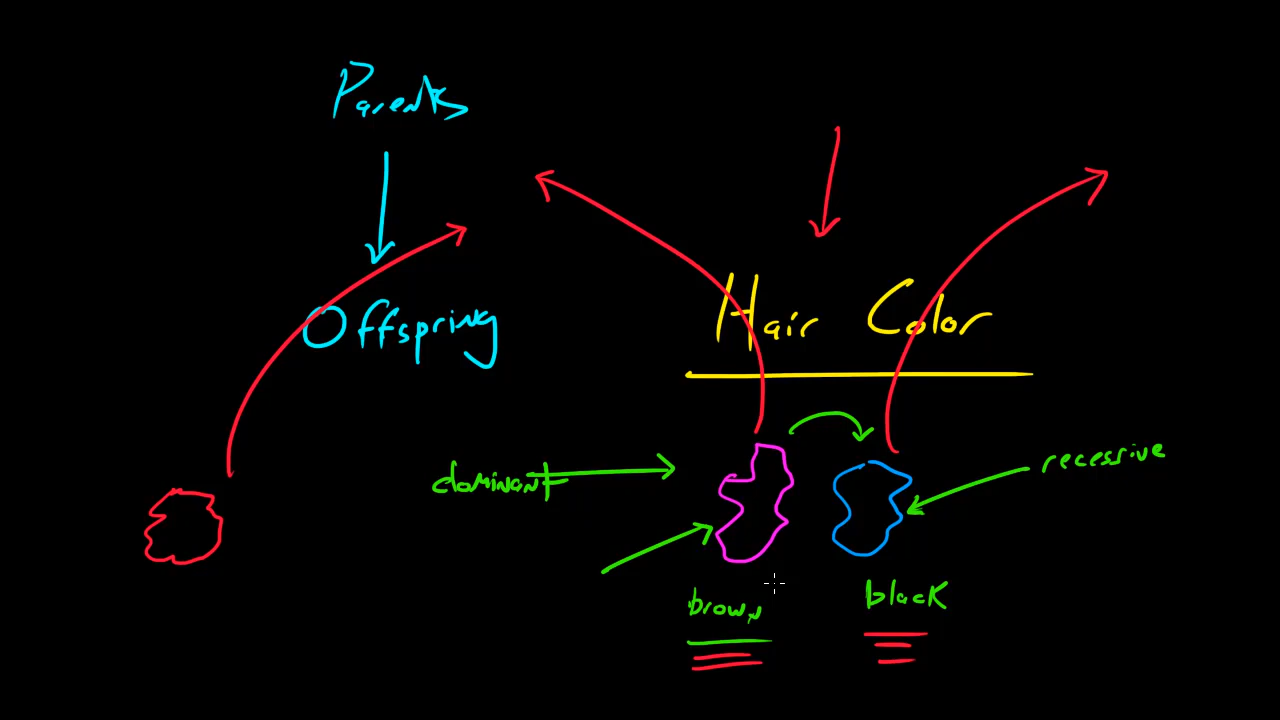 Parents
Offspring
Hair Color
dominant
recessive
brown
black